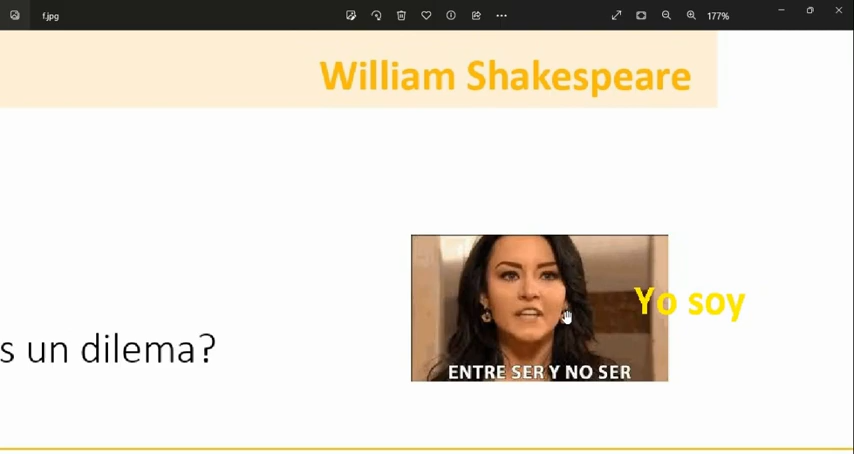 f.jpg
177%
William Shakespeare
Yo soy
s un dilema?
ENTRE SER Y NO SER